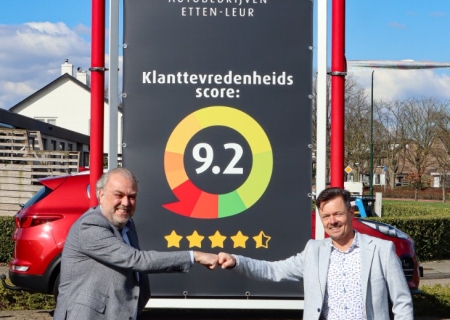 AUTOBEDRIJVEN
ETTEN-LEUR
Klanttevredenheids
score:
9.2